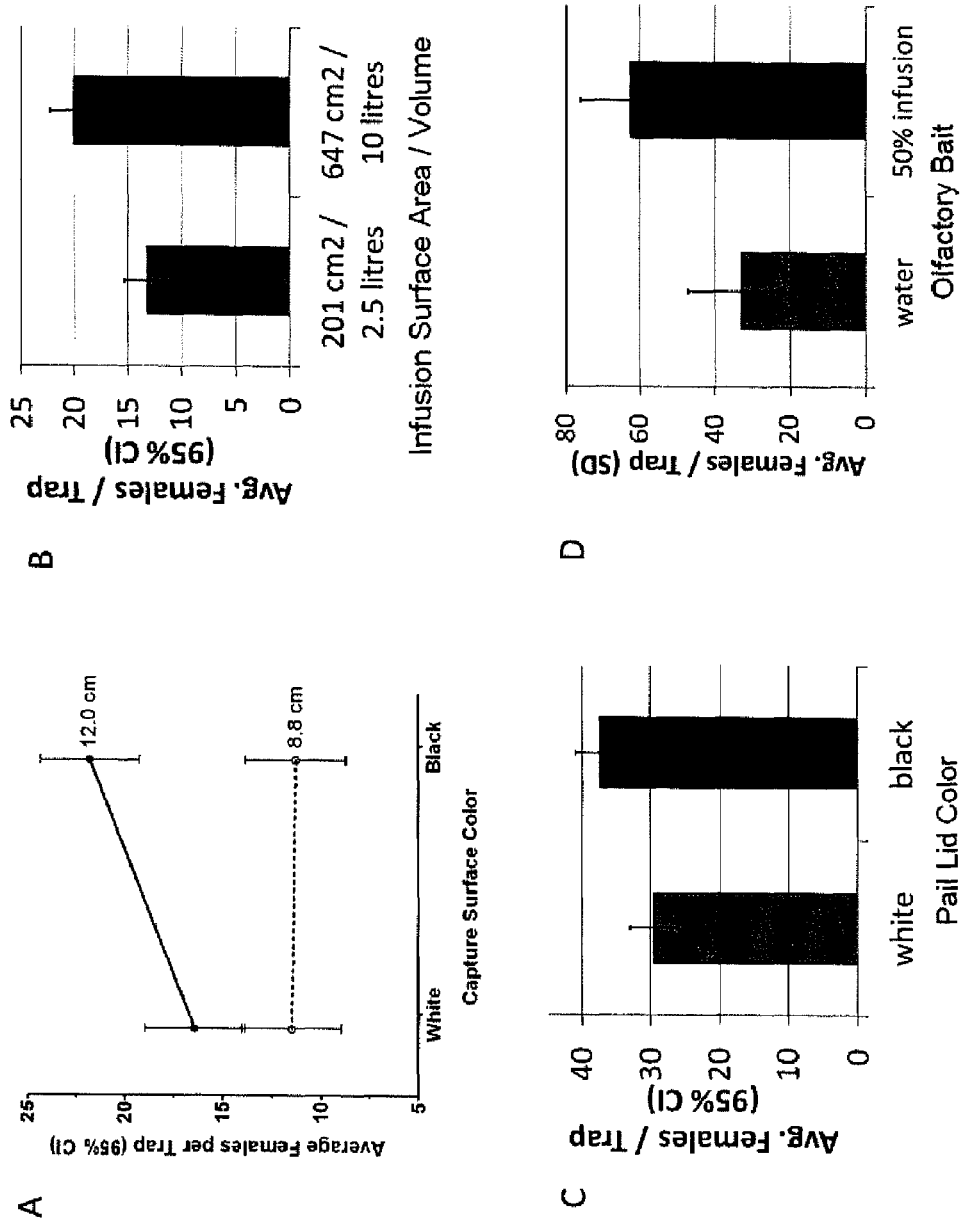 A
Average Females per Trap (95% CI)
25
20
15
10
5
12.0 cm
8.8 cm
White
Black
Capture Surface Color
B
Avg. Females / Trap
(95% CI)
25
20
15
10
5
0
201 cm2 /
2.5 litres
647 cm2 /
10 litres
Infusion Surface Area / Volume
C
Avg. Females / Trap
(95% CI)
40
30
20
10
0
white
black
Pail Lid Color
D
Avg. Females / Trap (SD)
80
60
40
20
0
water
50% infusion
Olfactory Bait